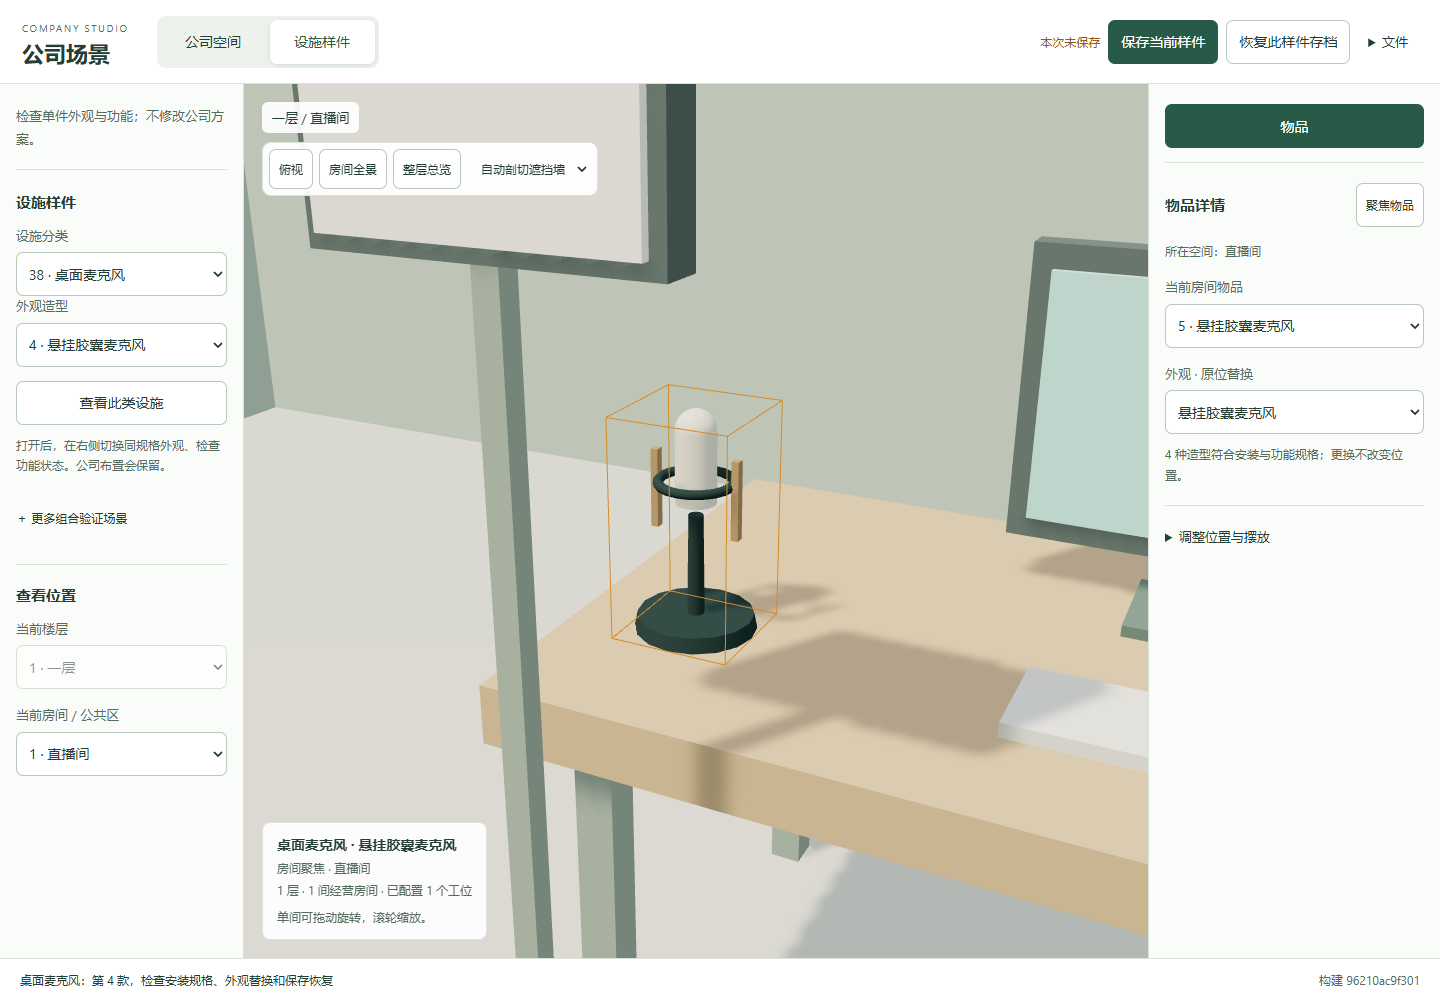 COMPANY STUDIO
公司场景
公司空间
设施样件
本次未保存
保存当前样件
恢复此样件存档
▶ 文件
检查单件外观与功能；不修改公司方
案。
设施样件
设施分类
38 · 桌面麦克风
外观造型
4 · 悬挂胶囊麦克风
查看此类设施
打开后，在右侧切换同规格外观、检查
功能状态。公司布置会保留。
+ 更多组合验证场景
查看位置
当前楼层
1 · 一层
当前房间 / 公共区
1 · 直播间
一层 / 直播间
俯视
房间全景
整层总览
自动剖切遮挡墙
桌面麦克风 · 悬挂胶囊麦克风
房间聚焦 · 直播间
1 层 · 1 间经营房间 · 已配置 1 个工位
单间可拖动旋转，滚轮缩放。
物品
物品详情
聚焦物品
所在空间：直播间
当前房间物品
5 · 悬挂胶囊麦克风
外观 · 原位替换
悬挂胶囊麦克风
4 种造型符合安装与功能规格；更换不改变位
置。
▶ 调整位置与摆放
桌面麦克风：第 4 款，检查安装规格、外观替换和保存恢复
构建 96210ac9f301